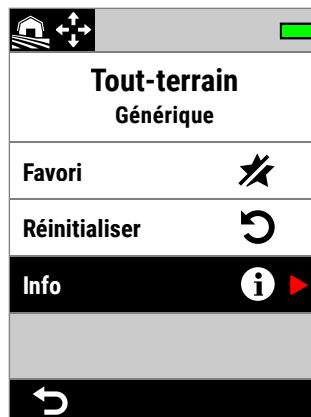 Tout-terrain
Générique
Favori
Réinitialiser
Info